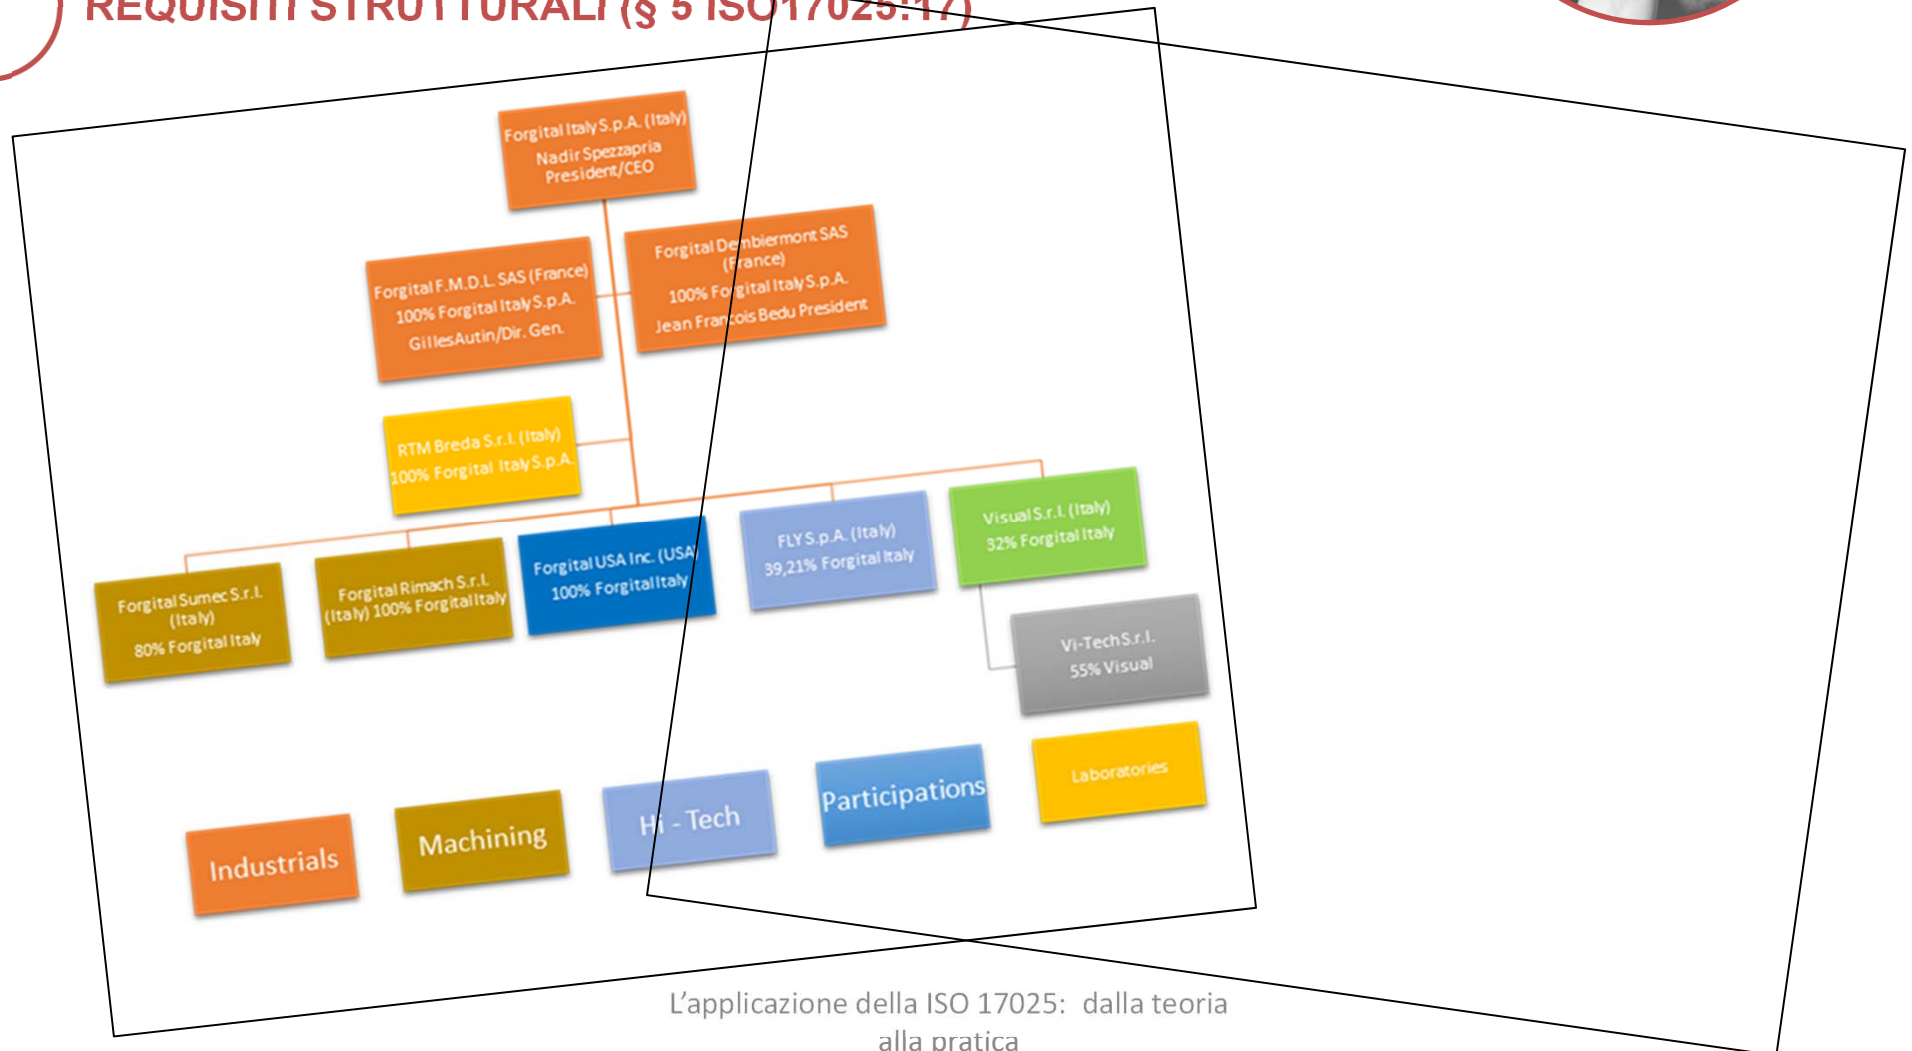 REQUISITI STRUTTURALI (§ 5 ISO17025:17)
Forgital Italy S.p.A. (Italy)
Nadir Spezzapria
President/CEO
Forgital F.M.D.L. SAS (France)
100% Forgital Italy S.p.A.
Gilles Autin/Dir. Gen.
Forgital Dembiermont SAS
(France)
100% Forgital Italy S.p.A.
Jean François Bedu President
RTM Breda S.r.l. (Italy)
100% Forgital Italy S.p.A.
Forgital Sumec S.r.l.
(Italy)
80% Forgital Italy
Forgital Rimach S.r.l.
(Italy) 100% Forgital Italy
Forgital USA Inc. (USA)
100% Forgital Italy
FLY S.p.A. (Italy)
39,21% Forgital Italy
Visual S.r.l. (Italy)
32% Forgital Italy
Vi-Tech S.r.l.
55% Visual
Industrials
Machining
Hi - Tech
Participations
Laboratories
L'applicazione della ISO 17025: dalla teoria
alla pratica